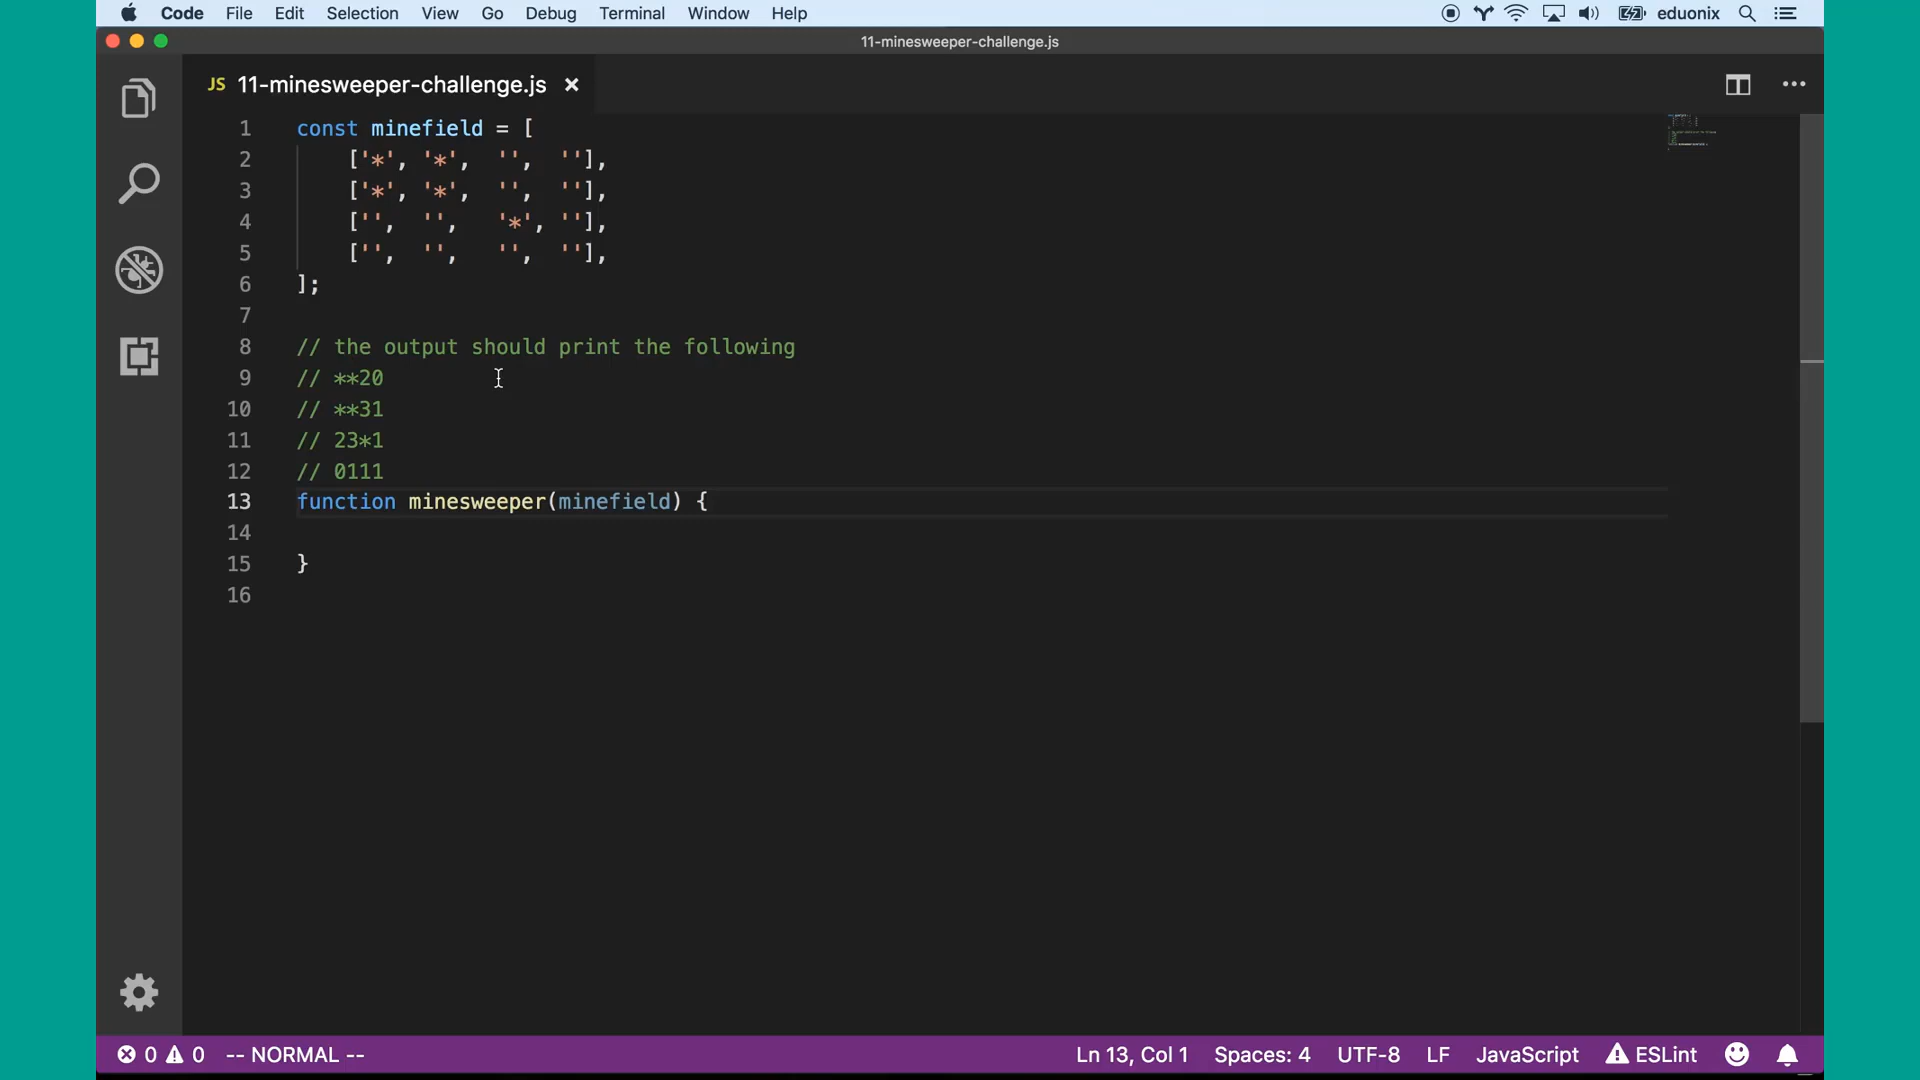 Code File Edit Selection View Go Debug Terminal Window Help eduonix
11-minesweeper-challenge.js
JS 11-minesweeper-challenge.js
1 const minefield = [
2 ['*', '*', '', ''],
3 ['*', '*', '', ''],
4 ['', '', '*', ''],
5 ['', '', '', ''],
6 ];
7
8 // the output should print the following
9 // **20
10 // **31
11 // 23*1
12 // 0111
13 function minesweeper(minefield) {
14
15 }
16
0 0 -- NORMAL -- Ln 13, Col 1 Spaces: 4 UTF-8 LF JavaScript ESLint